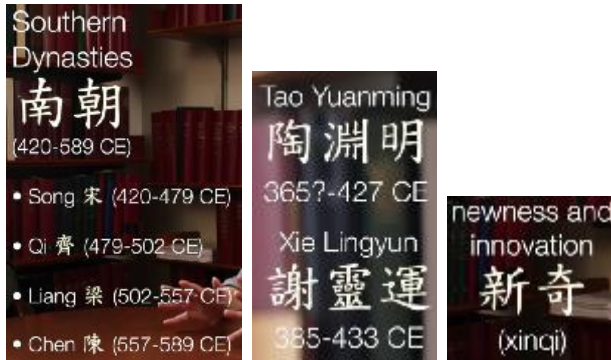 Southern
Dynasties
南朝
(420-589 CE)
• Song 宋 (420-479 CE)
• Qi 齊 (479-502 CE)
• Liang 梁 (502-557 CE)
• Chen 陳 (557-589 CE)
Tao Yuanming
陶淵明
365?-427 CE
Xie Lingyun
謝靈運
385-433 CE
newness and
innovation
新奇
(xinqi)